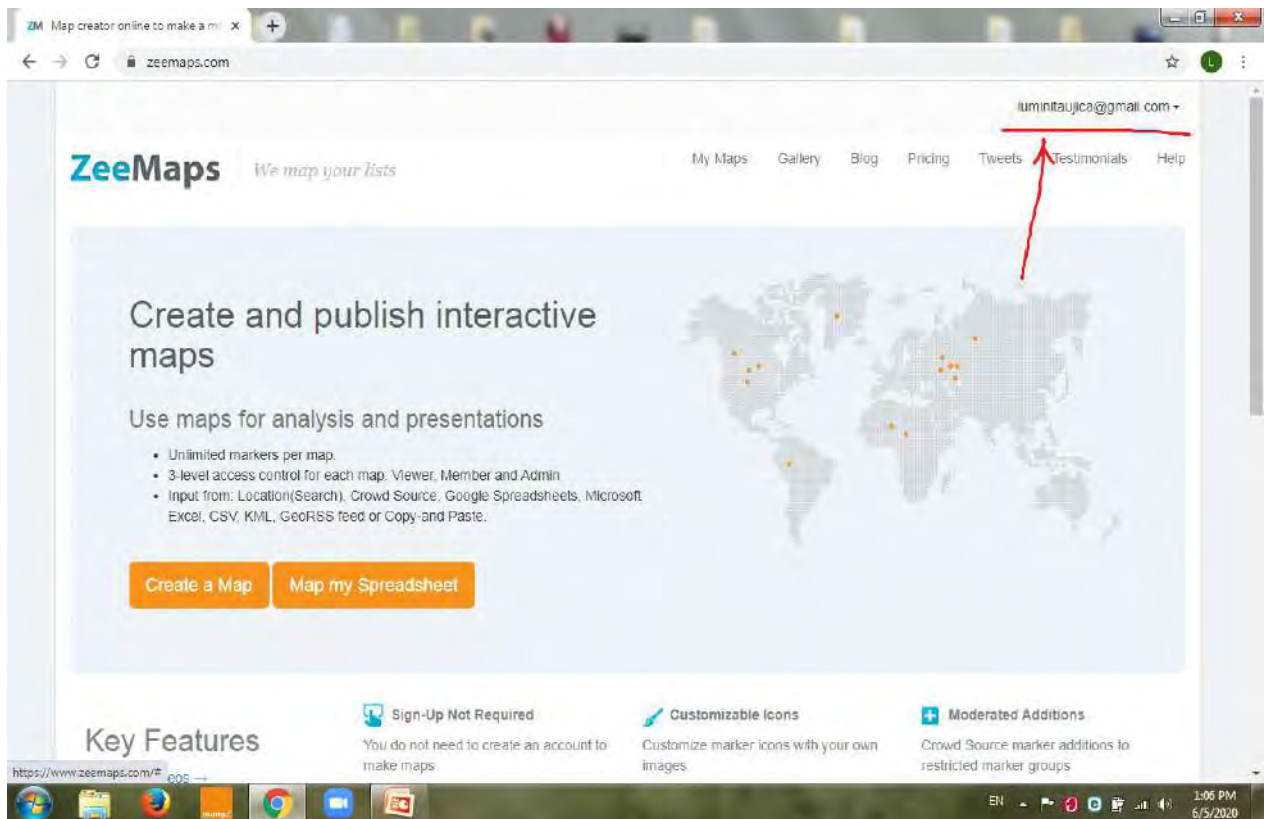 ZM Map creator online to make a m
zeemaps.com
L
luminitaujica@gmail.com
ZeeMaps
We map your lists
My Maps Gallery Blog Pricing Tweets Testimonials Help
Create and publish interactive
maps
Use maps for analysis and presentations
• Unlimited markers per map.
• 3-level access control for each map. Viewer, Member and Admin
• Input from: Location(Search), Crowd Source, Google Spreadsheets, Microsoft
Excel, CSV, KML, GeoRSS feed or Copy-and Paste.
Create a Map Map my Spreadsheet
Key Features
Sign-Up Not Required
You do not need to create an account to
make maps
Customizable Icons
Customize marker icons with your own
images
Moderated Additions
Crowd Source marker additions to
restricted marker groups
https://www.zeemaps.com/#
eos →
EN
1:06 PM
6/5/2020